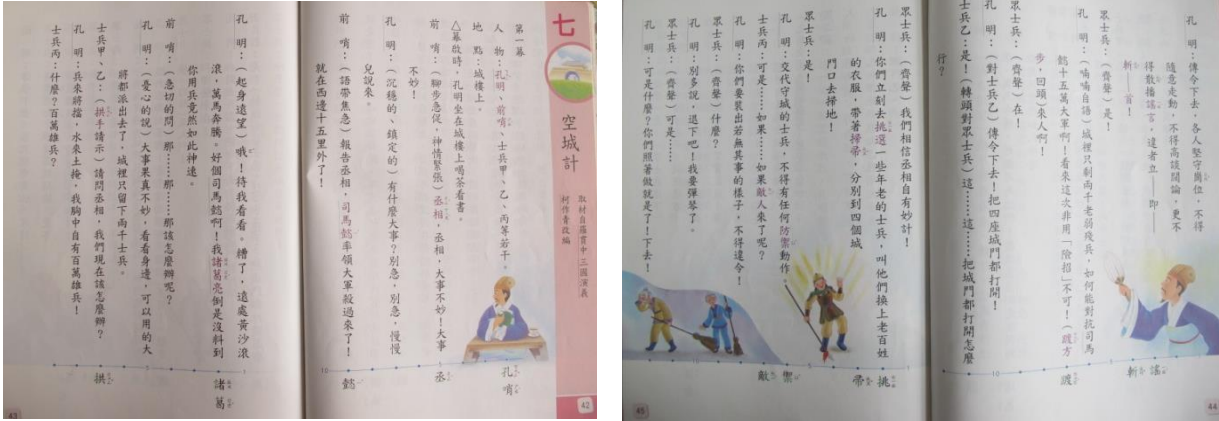 七
空城計
取材自羅貫中三國演義
柯作青改編
第一幕
人　物：孔明、前哨、士兵甲、乙、丙等若干。
地　點：城樓上。
△幕啟時，孔明坐在城樓上喝茶看書。
前　哨：（腳步急促，神情緊張）丞相，丞相，大事不妙！大事
不妙！
孔　明：（沉穩的、鎮定的）有什麼大事？別急，別急，慢慢
兒說來。
前　哨：（語帶焦急）報告丞相，司馬懿率領大軍殺過來了！
就在西邊十五里外了！
孔哨
丞
懿
42
孔　明：（起身遠望）哦！待我看看。糟了，遠處黃沙滾
滾，萬馬奔騰。好個司馬懿啊！我諸葛亮倒是沒料到
你用兵竟然如此神速。
前　哨：（急切的問）那……那……那該怎麼辦呢？
孔　明：（憂心的說）大事果真不妙，看看身邊，可以用的大
將都派出去了，城裡只留下兩千士兵。
士兵甲、乙：（拱手請示）請問丞相，我們現在該怎麼辦？
孔　明：兵來將擋，水來土掩，我胸中自有百萬雄兵！
士兵丙：什麼？百萬雄兵？
諸葛
拱
43
孔　明：傳令下去，各人堅守崗位，不得
隨意走動，不得高談闊論，更不
得散播謠言，違者立——即——
斬——首！
眾士兵：（齊聲）是！
孔　明：（喃喃自語）城裡只剩兩千老弱殘兵，如何能對抗司馬
懿十五萬大軍啊！看來這次非用「險招」不可！（踱方
步，回頭）來人啊！
眾士兵：（齊聲）在！
孔　明：（對士兵乙）傳令下去！把四座城門都打開！
士兵乙：是！（轉頭對眾士兵）這……這……把城門都打開怎麼
行？
謠斬
踱
44
眾士兵：（齊聲）我們相信丞相自有妙計！
孔　明：你們立刻去挑選一些年老的士兵，叫他們換上老百姓
的衣服，帶著掃帚，分別到四個城
門口去掃地！
眾士兵：是！
孔　明：交代守城的士兵，不得有任何防禦動作。
士兵丙：可是……如果……如果敵人來了呢？
孔　明：你們要裝出若無其事的樣子，不得違令！
眾士兵：（齊聲）什麼？
孔　明：別多說，退下吧！我要彈琴了。
眾士兵：（齊聲）可是……
孔　明：可是什麼？你們照著做就是了！下去！
挑帚
禦敵
45